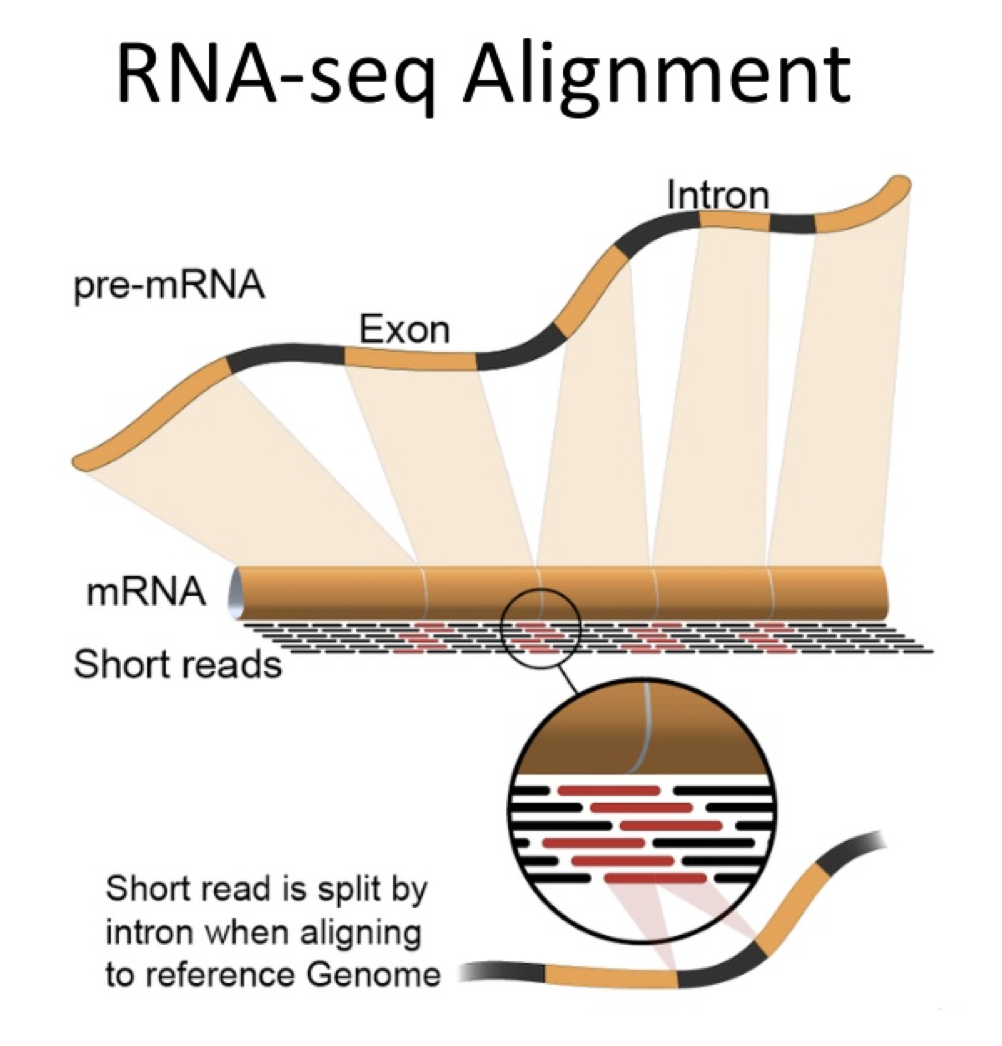 RNA-seq Alignment
Intron
pre-mRNA
Exon
mRNA
Short reads
Short read is split by
intron when aligning
to reference Genome